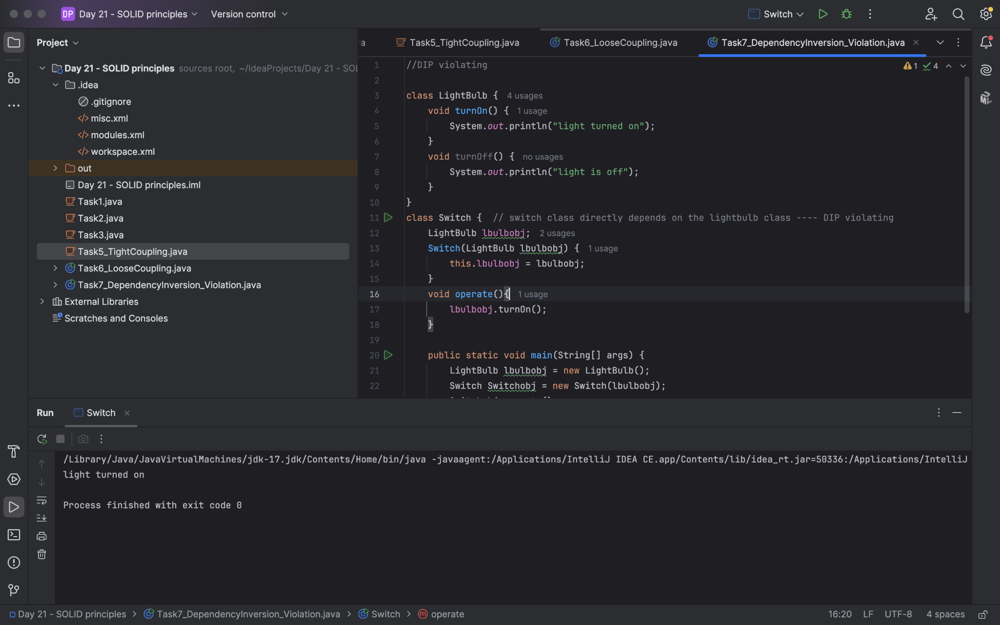 DP Day 21 - SOLID principles Version control Switch
Project
Day 21 - SOLID principles sources root, ~/IdeaProjects/Day 21 - SOL
.idea
.gitignore
misc.xml
modules.xml
workspace.xml
out
Day 21 - SOLID principles.iml
Task1.java
Task2.java
Task3.java
Task5_TightCoupling.java
Task6_LooseCoupling.java
Task7_DependencyInversion_Violation.java
External Libraries
Scratches and Consoles
va Task5_TightCoupling.java Task6_LooseCoupling.java Task7_DependencyInversion_Violation.java
1 //DIP violating 1 4
2
3 class LightBulb { 4 usages
4 void turnOn() { 1 usage
5 System.out.println("light turned on");
6 }
7 void turnOff() { no usages
8 System.out.println("light is off");
9 }
10 }
11 class Switch { // switch class directly depends on the lightbulb class ---- DIP violating
12 LightBulb lbulbobj; 2 usages
13 Switch(LightBulb lbulbobj) { 1 usage
14 this.lbulbobj = lbulbobj;
15 }
16 void operate(){ 1 usage
17 lbulbobj.turnOn();
18 }
19
20 public static void main(String[] args) {
21 LightBulb lbulbobj = new LightBulb();
22 Switch Switchobj = new Switch(lbulbobj);
ML
Run Switch
/Library/Java/JavaVirtualMachines/jdk-17.jdk/Contents/Home/bin/java -javaagent:/Applications/IntelliJ IDEA CE.app/Contents/lib/idea_rt.jar=50336:/Applications/IntelliJ
light turned on
Process finished with exit code 0
Day 21 - SOLID principles > Task7_DependencyInversion_Violation.java > Switch > m operate 16:20 LF UTF-8 4 spaces